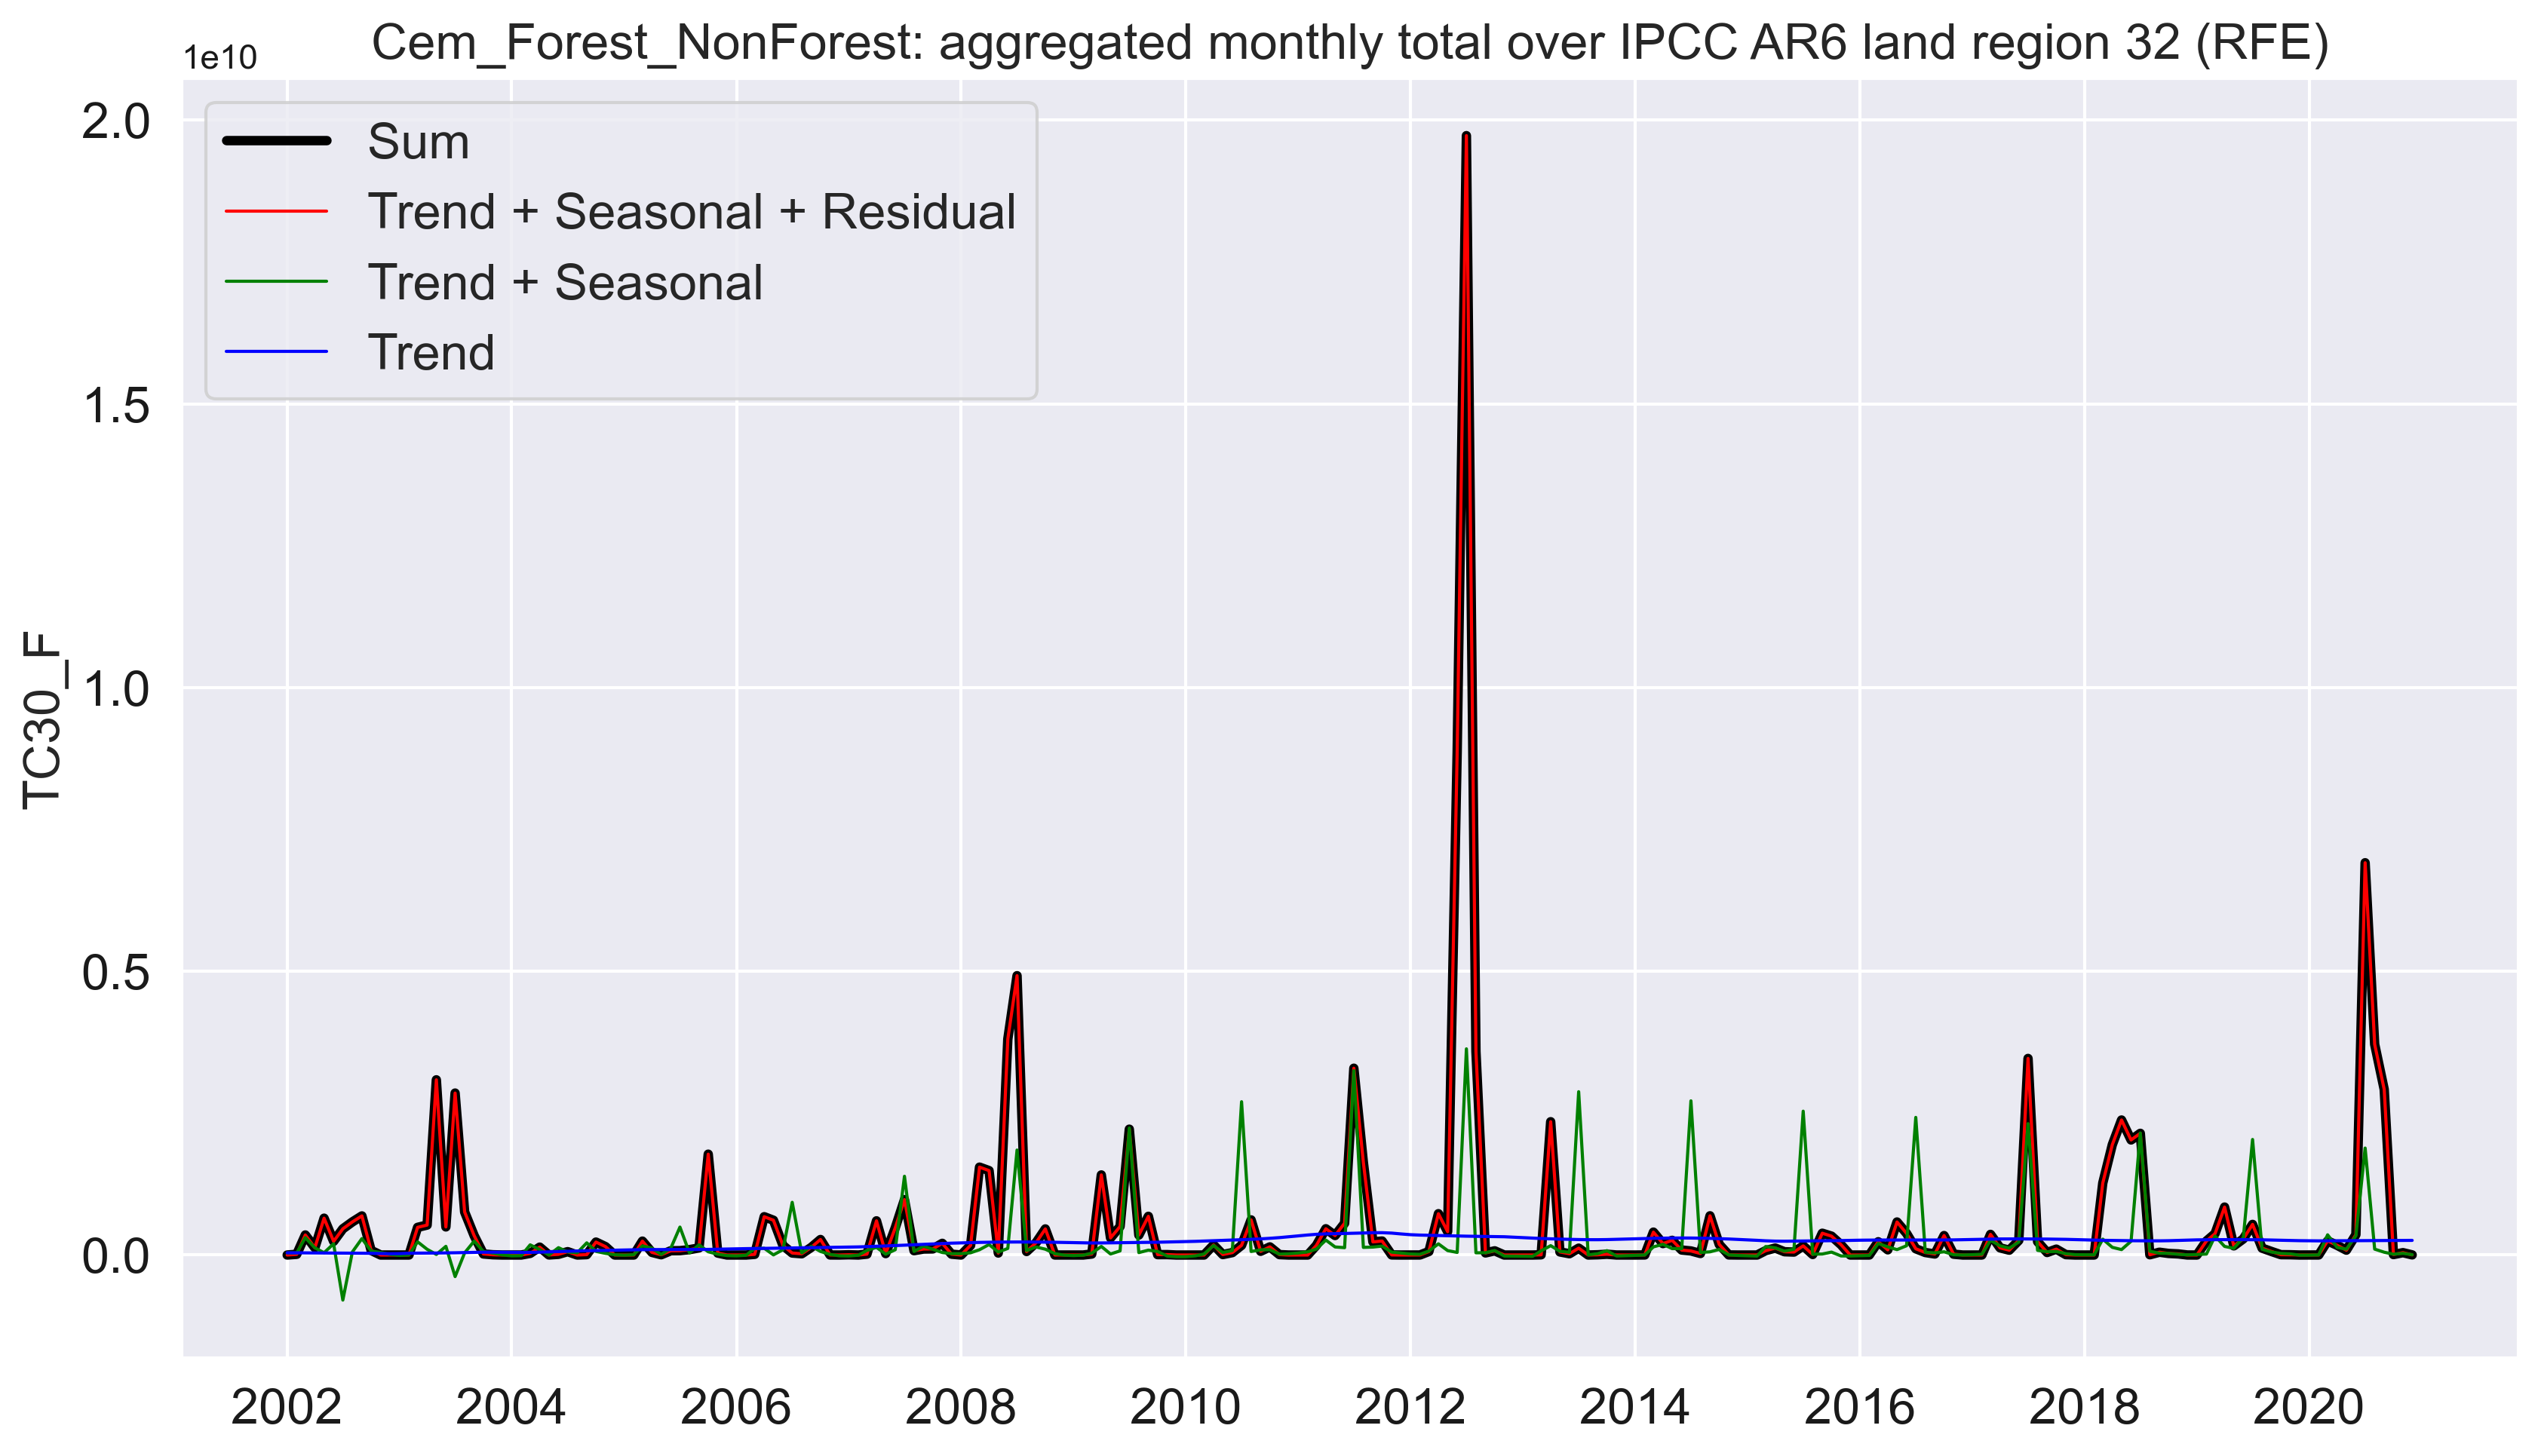 Cem_Forest_NonForest: aggregated monthly total over IPCC AR6 land region 32 (RFE)
1e10
2.0
1.5
1.0
0.5
0.0
TC30_F
Sum
Trend + Seasonal + Residual
Trend + Seasonal
Trend
2002 2004 2006 2008 2010 2012 2014 2016 2018 2020